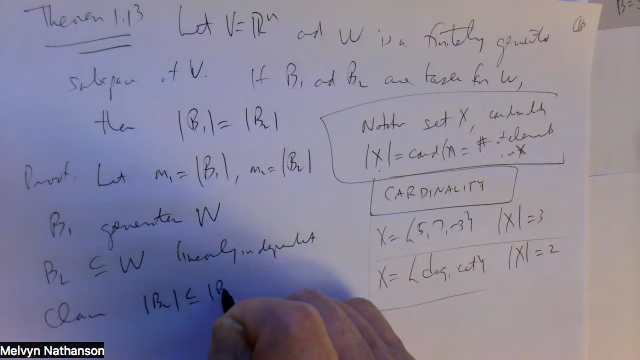 Theorem 1.13 Let V=ℝⁿ and W is a finitely generated
subspace of V. If B₁ and B₂ are bases for W,
then |B₁|=|B₂|
Proof. Let m₁=|B₁|, m₂=|B₂|
B₁ generates W
B₂ ⊆ W linearly independent
Claim |B₂| ≤ |B
Notation set X, cardinality
|X|=card(X)= # of elements
in X
CARDINALITY
X={5,7,-3} |X|=3
X={dog, cat} |X|=2
B=
Melvyn Nathanson